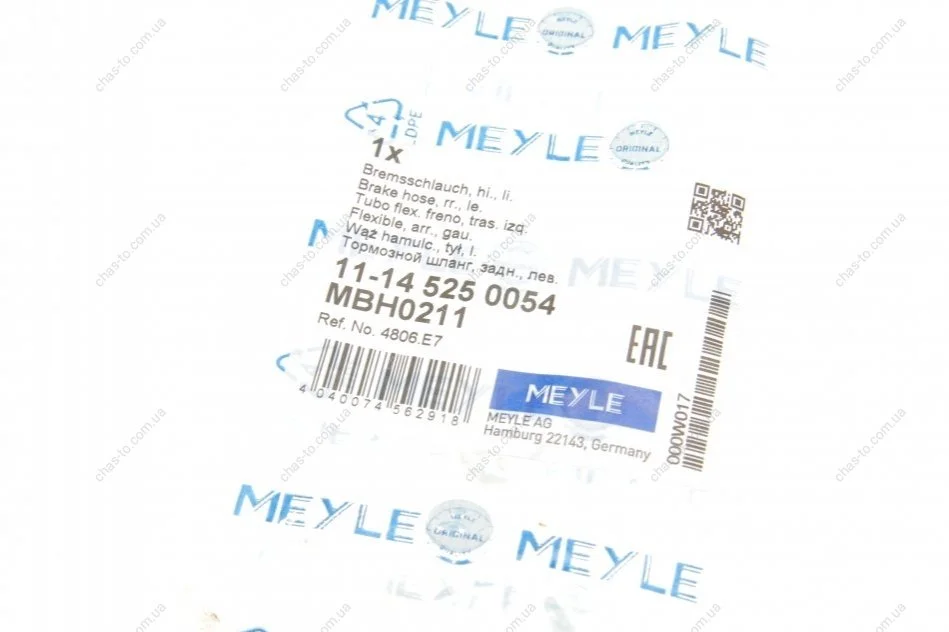 MEYLE ORIGINAL MEYLE
LDPE
MEYLE MEYLE ORIGINAL
1x
Bremsschlauch, hi., li.
Brake hose, rr., le.
Tubo flex. freno, tras. izq.
Flexible, arr., gau.
Wąż hamulc., tył, l.
Тормозной шланг, задн., лев.
11-14 525 0054
MBH0211
Ref. No. 4806.E7
EAC
4 040074 562918
MEYLE
MEYLE AG
Hamburg 22143, Germany
000W017
MEYLE ORIGINAL MEYLE
chas-to.com.ua